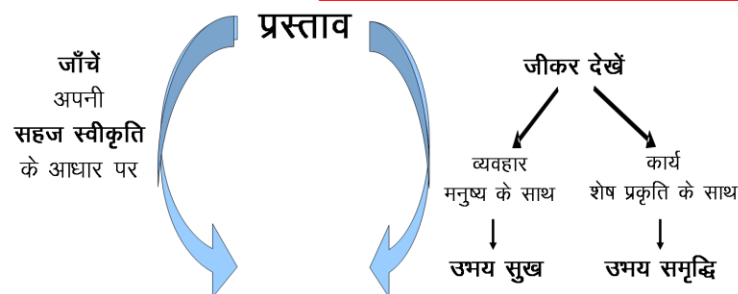 प्रस्ताव
जाँचें
अपनी
सहज स्वीकृति
के आधार पर
जीकर देखें
व्यवहार
मनुष्य के साथ
उभय सुख
कार्य
शेष प्रकृति के साथ
उभय समृद्धि